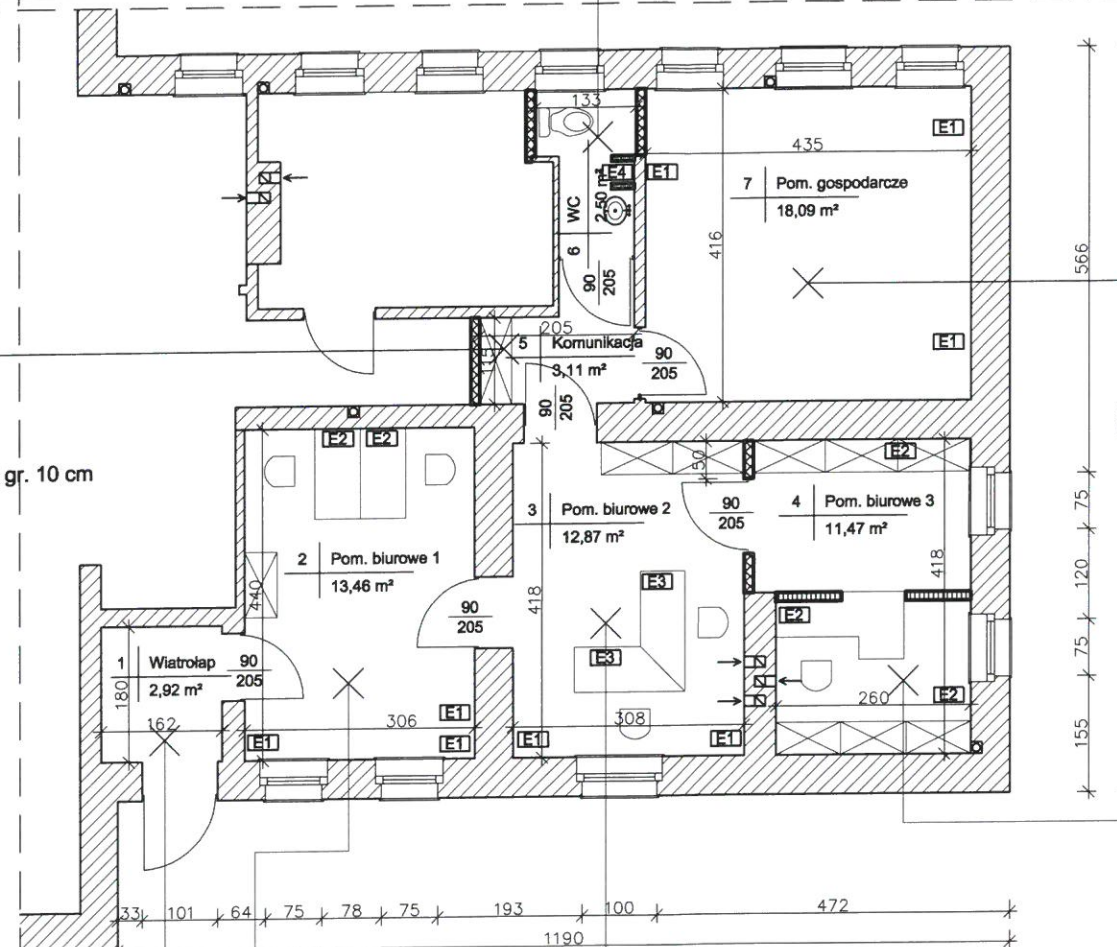 133
E1
435
E4
E1
7 Pom. gospodarcze
18,09 m²
WC
2,50 m²
6
416
566
90
205
205
5 Komunikacja
3,11 m²
90
205
E1
90
205
gr. 10 cm
E2
E2
50
E2
75
3 Pom. biurowe 2
12,87 m²
90
205
4 Pom. biurowe 3
11,47 m²
2 Pom. biurowe 1
13,46 m²
440
418
418
120
E3
90
205
E2
1 Wiatrołap
2,92 m²
90
205
180
E3
75
E2
260
162
306
E1
308
E1
E1
E1
E1
155
33 101 64 75 78 75 193 100 472
1190